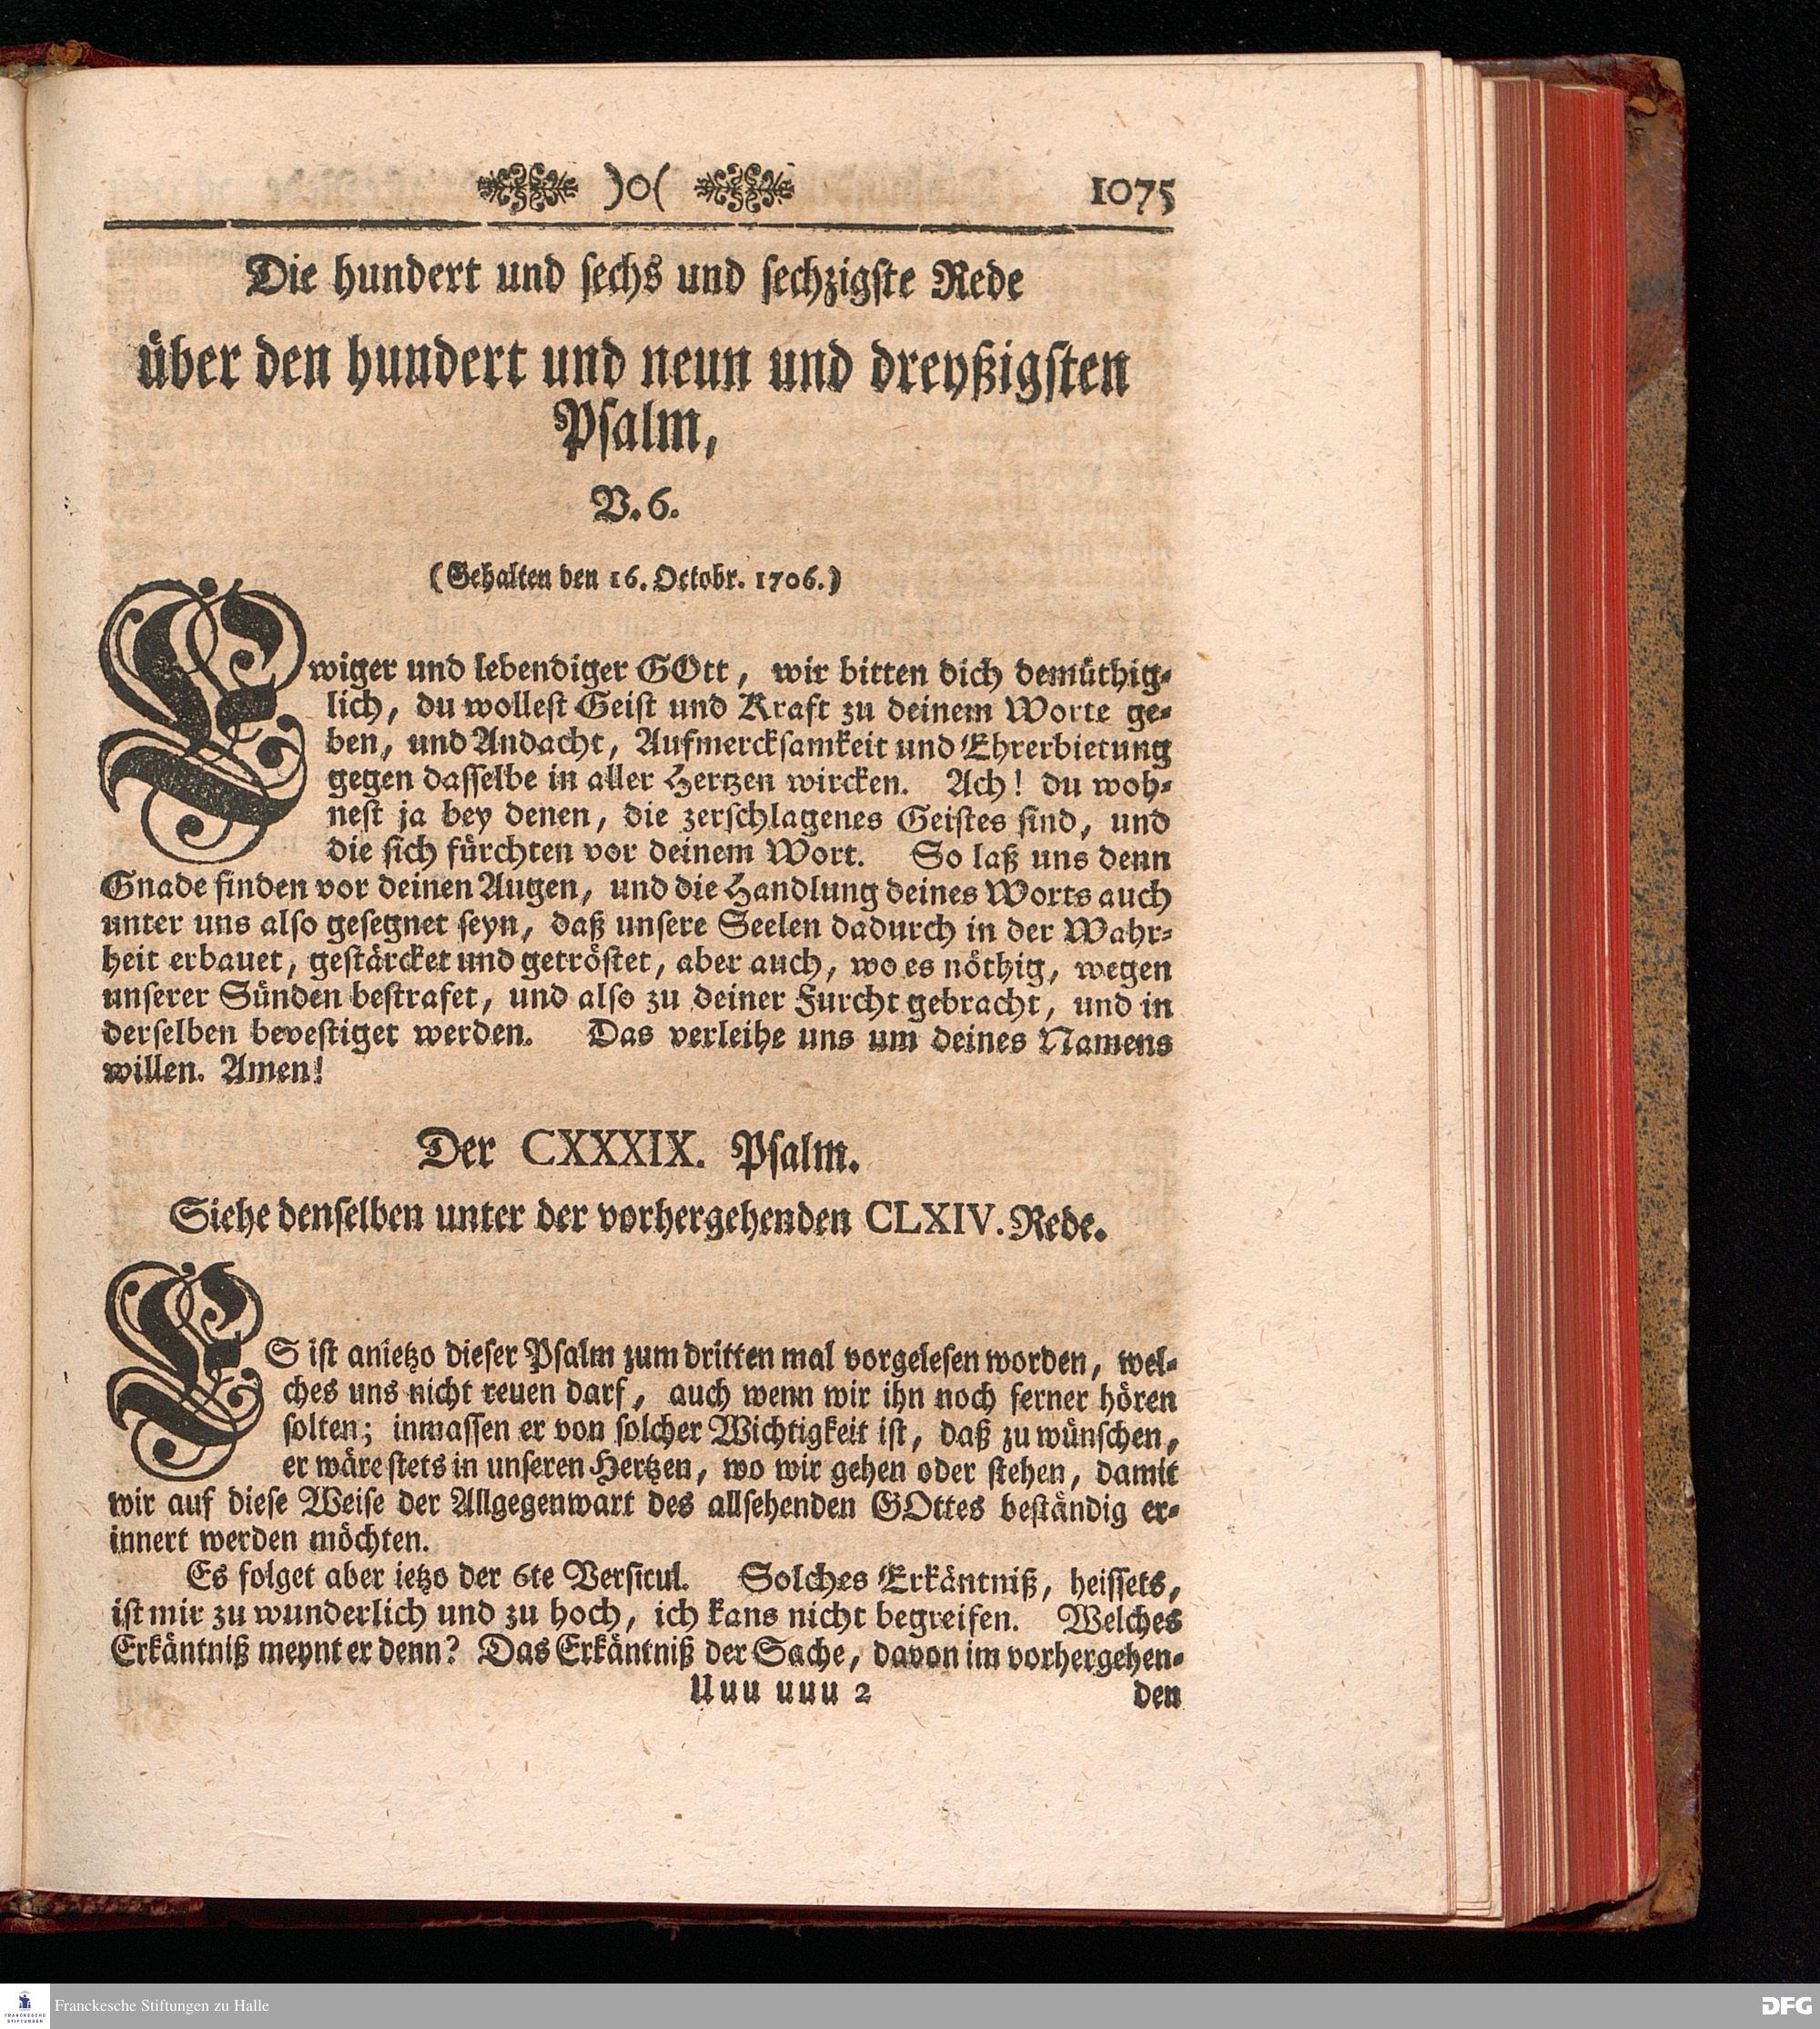 )o( 1075
Die hundert und sechs und sechzigste Rede
über den hundert und neun und dreyßigsten
Psalm,
V. 6.
(Gehalten den 16. Octobr. 1706.)
Ewiger und lebendiger GOtt, wir bitten dich demüthig-
lich, du wollest Geist und Kraft zu deinem Worte ge-
ben, und Andacht, Aufmercksamkeit und Ehrerbietung
gegen dasselbe in aller Hertzen wircken. Ach! du woh-
nest ja bey denen, die zerschlagenes Geistes sind, und
die sich fürchten vor deinem Wort. So laß uns denn
Gnade finden vor deinen Augen, und die Handlung deines Worts auch
unter uns also gesegnet seyn, daß unsere Seelen dadurch in der Wahr-
heit erbauet, gestärcket und getröstet, aber auch, wo es nöthig, wegen
unserer Sünden bestrafet, und also zu deiner Furcht gebracht, und in
derselben bevestiget werden. Das verleihe uns um deines Namens
willen. Amen!
Der CXXXIX. Psalm.
Siehe denselben unter der vorhergehenden CLXIV. Rede.
ES ist anietzo dieser Psalm zum dritten mal vorgelesen worden, wel-
ches uns nicht reuen darf, auch wenn wir ihn noch ferner hören
solten; inmassen er von solcher Wichtigkeit ist, daß zu wünschen,
er wäre stets in unseren Hertzen, wo wir gehen oder stehen, damit
wir auf diese Weise der Allgegenwart des allsehenden GOttes beständig er-
innert werden möchten.
Es folget aber ietzo der 6te Versicul. Solches Erkäntniß, heissets,
ist mir zu wunderlich und zu hoch, ich kans nicht begreifen. Welches
Erkäntniß meynt er denn? Das Erkäntniß der Sache, davon im vorhergehen-
Uuu uuu 2 den
FRANCKESCHE STIFTUNGEN
Franckesche Stiftungen zu Halle
DFG